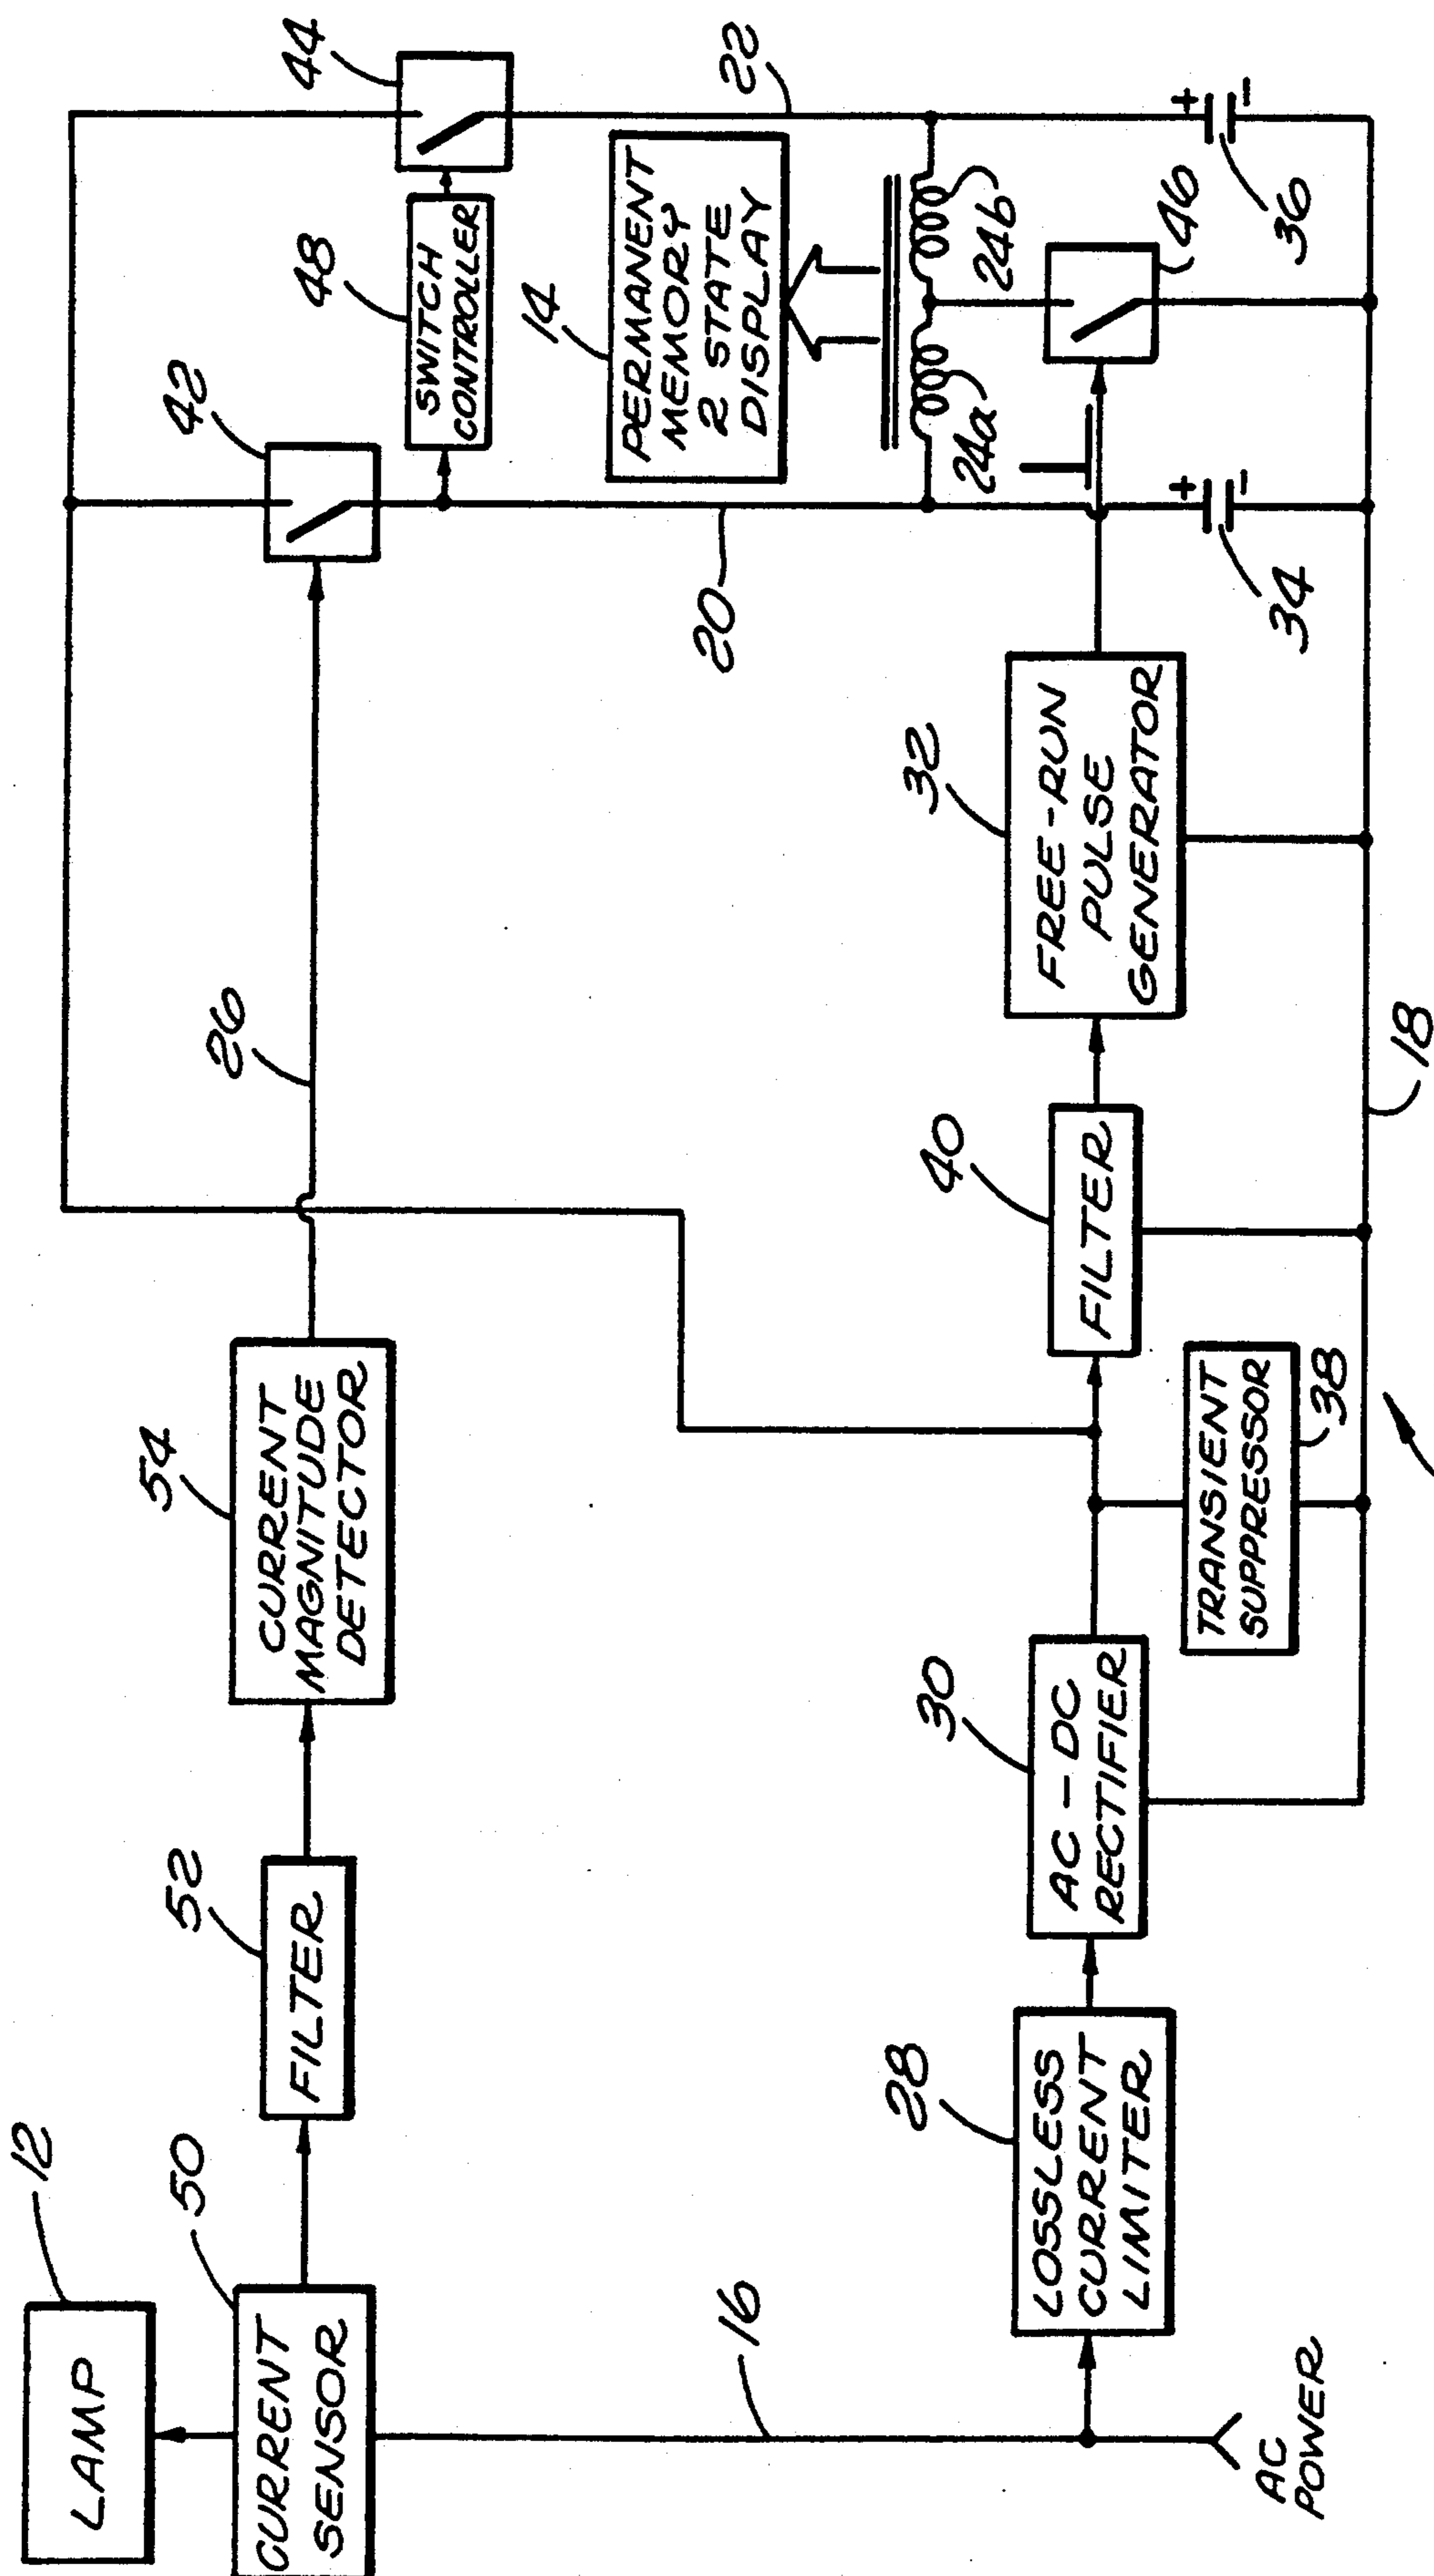 12
LAMP
50
CURRENT
SENSOR
52
FILTER
54
CURRENT
MAGNITUDE
DETECTOR
26
42
44
48
SWITCH
CONTROLLER
14
PERMANENT
MEMORY
2 STATE
DISPLAY
22
20
24a
24b
46
16
AC
POWER
28
LOSSLESS
CURRENT
LIMITER
30
AC-DC
RECTIFIER
TRANSIENT
SUPPRESSOR
38
40
FILTER
32
FREE-RUN
PULSE
GENERATOR
+
-
34
+
-
36
18